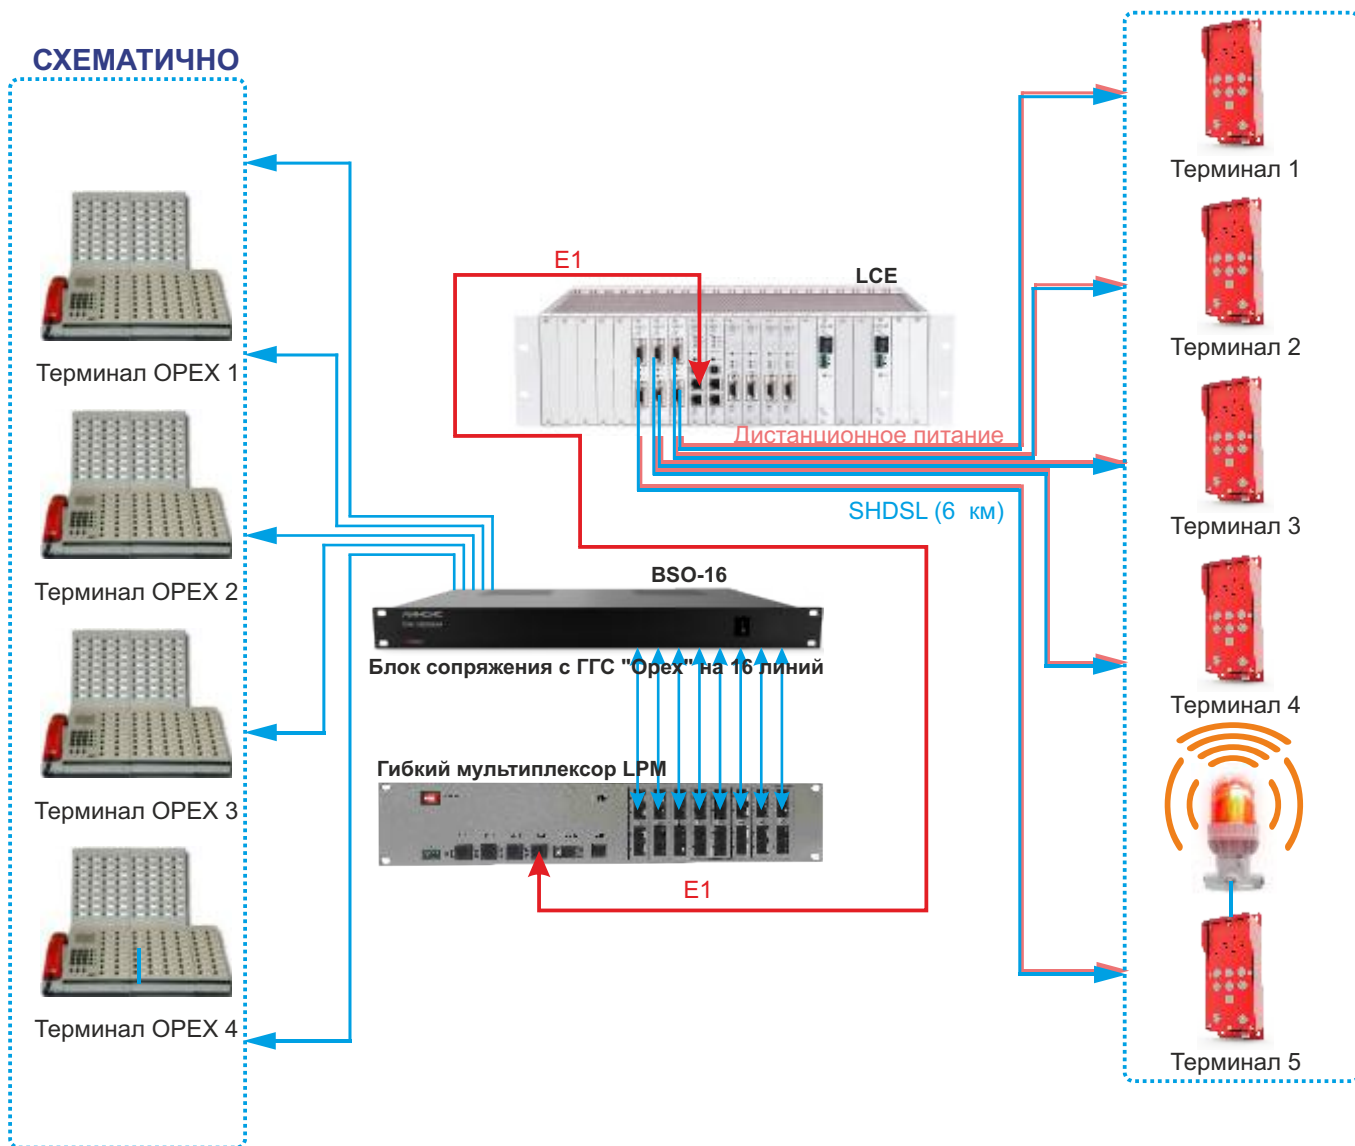 СХЕМАТИЧНО
Терминал OPEX 1
Терминал OPEX 2
Терминал OPEX 3
Терминал OPEX 4
E1
LCE
Дистанционное питание
SHDSL (6 км)
BSO-16
Блок сопряжения с ГГС "Орех" на 16 линий
Гибкий мультиплексор LPM
E1
Терминал 1
Терминал 2
Терминал 3
Терминал 4
Терминал 5